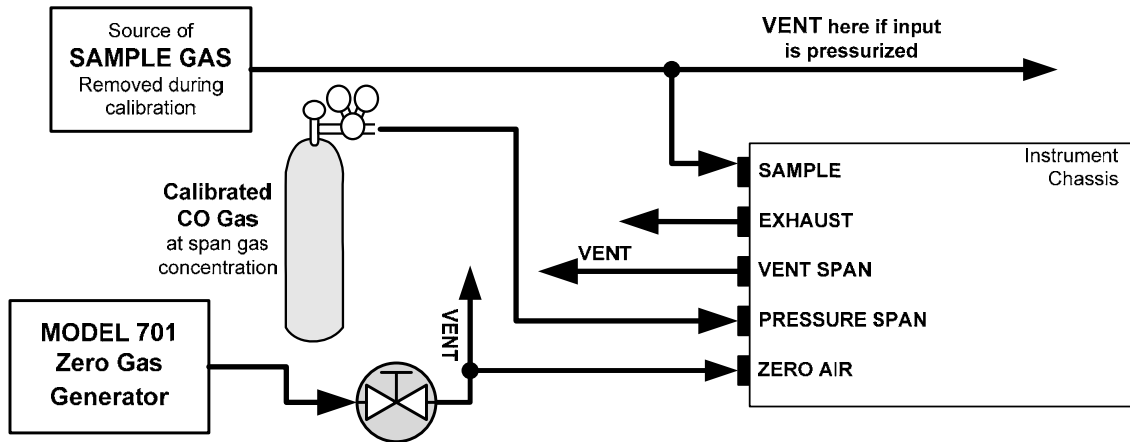 Source of
SAMPLE GAS
Removed during
calibration
VENT here if input
is pressurized
Calibrated
CO Gas
at span gas
concentration
MODEL 701
Zero Gas
Generator
VENT
VENT
Instrument
Chassis
SAMPLE
EXHAUST
VENT SPAN
PRESSURE SPAN
ZERO AIR